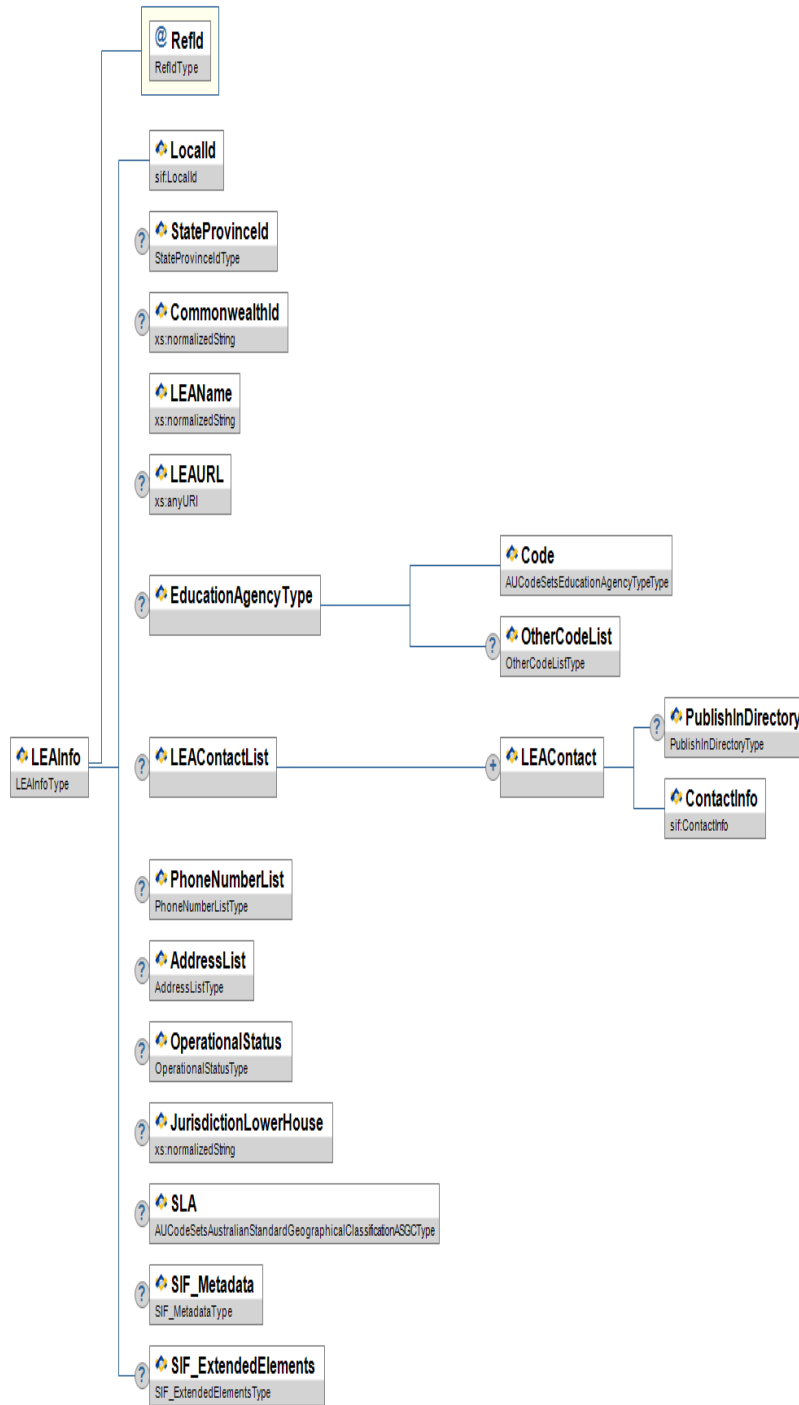 @ RefId
RefIdType
LocalId
sif:LocalId
? StateProvinceId
StateProvinceIdType
? CommonwealthId
xs:normalizedString
LEAName
xs:normalizedString
? LEAURL
xs:anyURI
? EducationAgencyType
Code
AUCodeSetsEducationAgencyTypeType
? OtherCodeList
OtherCodeListType
LEAInfo
LEAInfoType
? LEAContactList
+ LEAContact
? PublishInDirectory
PublishInDirectoryType
ContactInfo
sif:ContactInfo
? PhoneNumberList
PhoneNumberListType
? AddressList
AddressListType
? OperationalStatus
OperationalStatusType
? JurisdictionLowerHouse
xs:normalizedString
? SLA
AUCodeSetsAustralianStandardGeographicalClassificationASGCType
? SIF_Metadata
SIF_MetadataType
? SIF_ExtendedElements
SIF_ExtendedElementsType